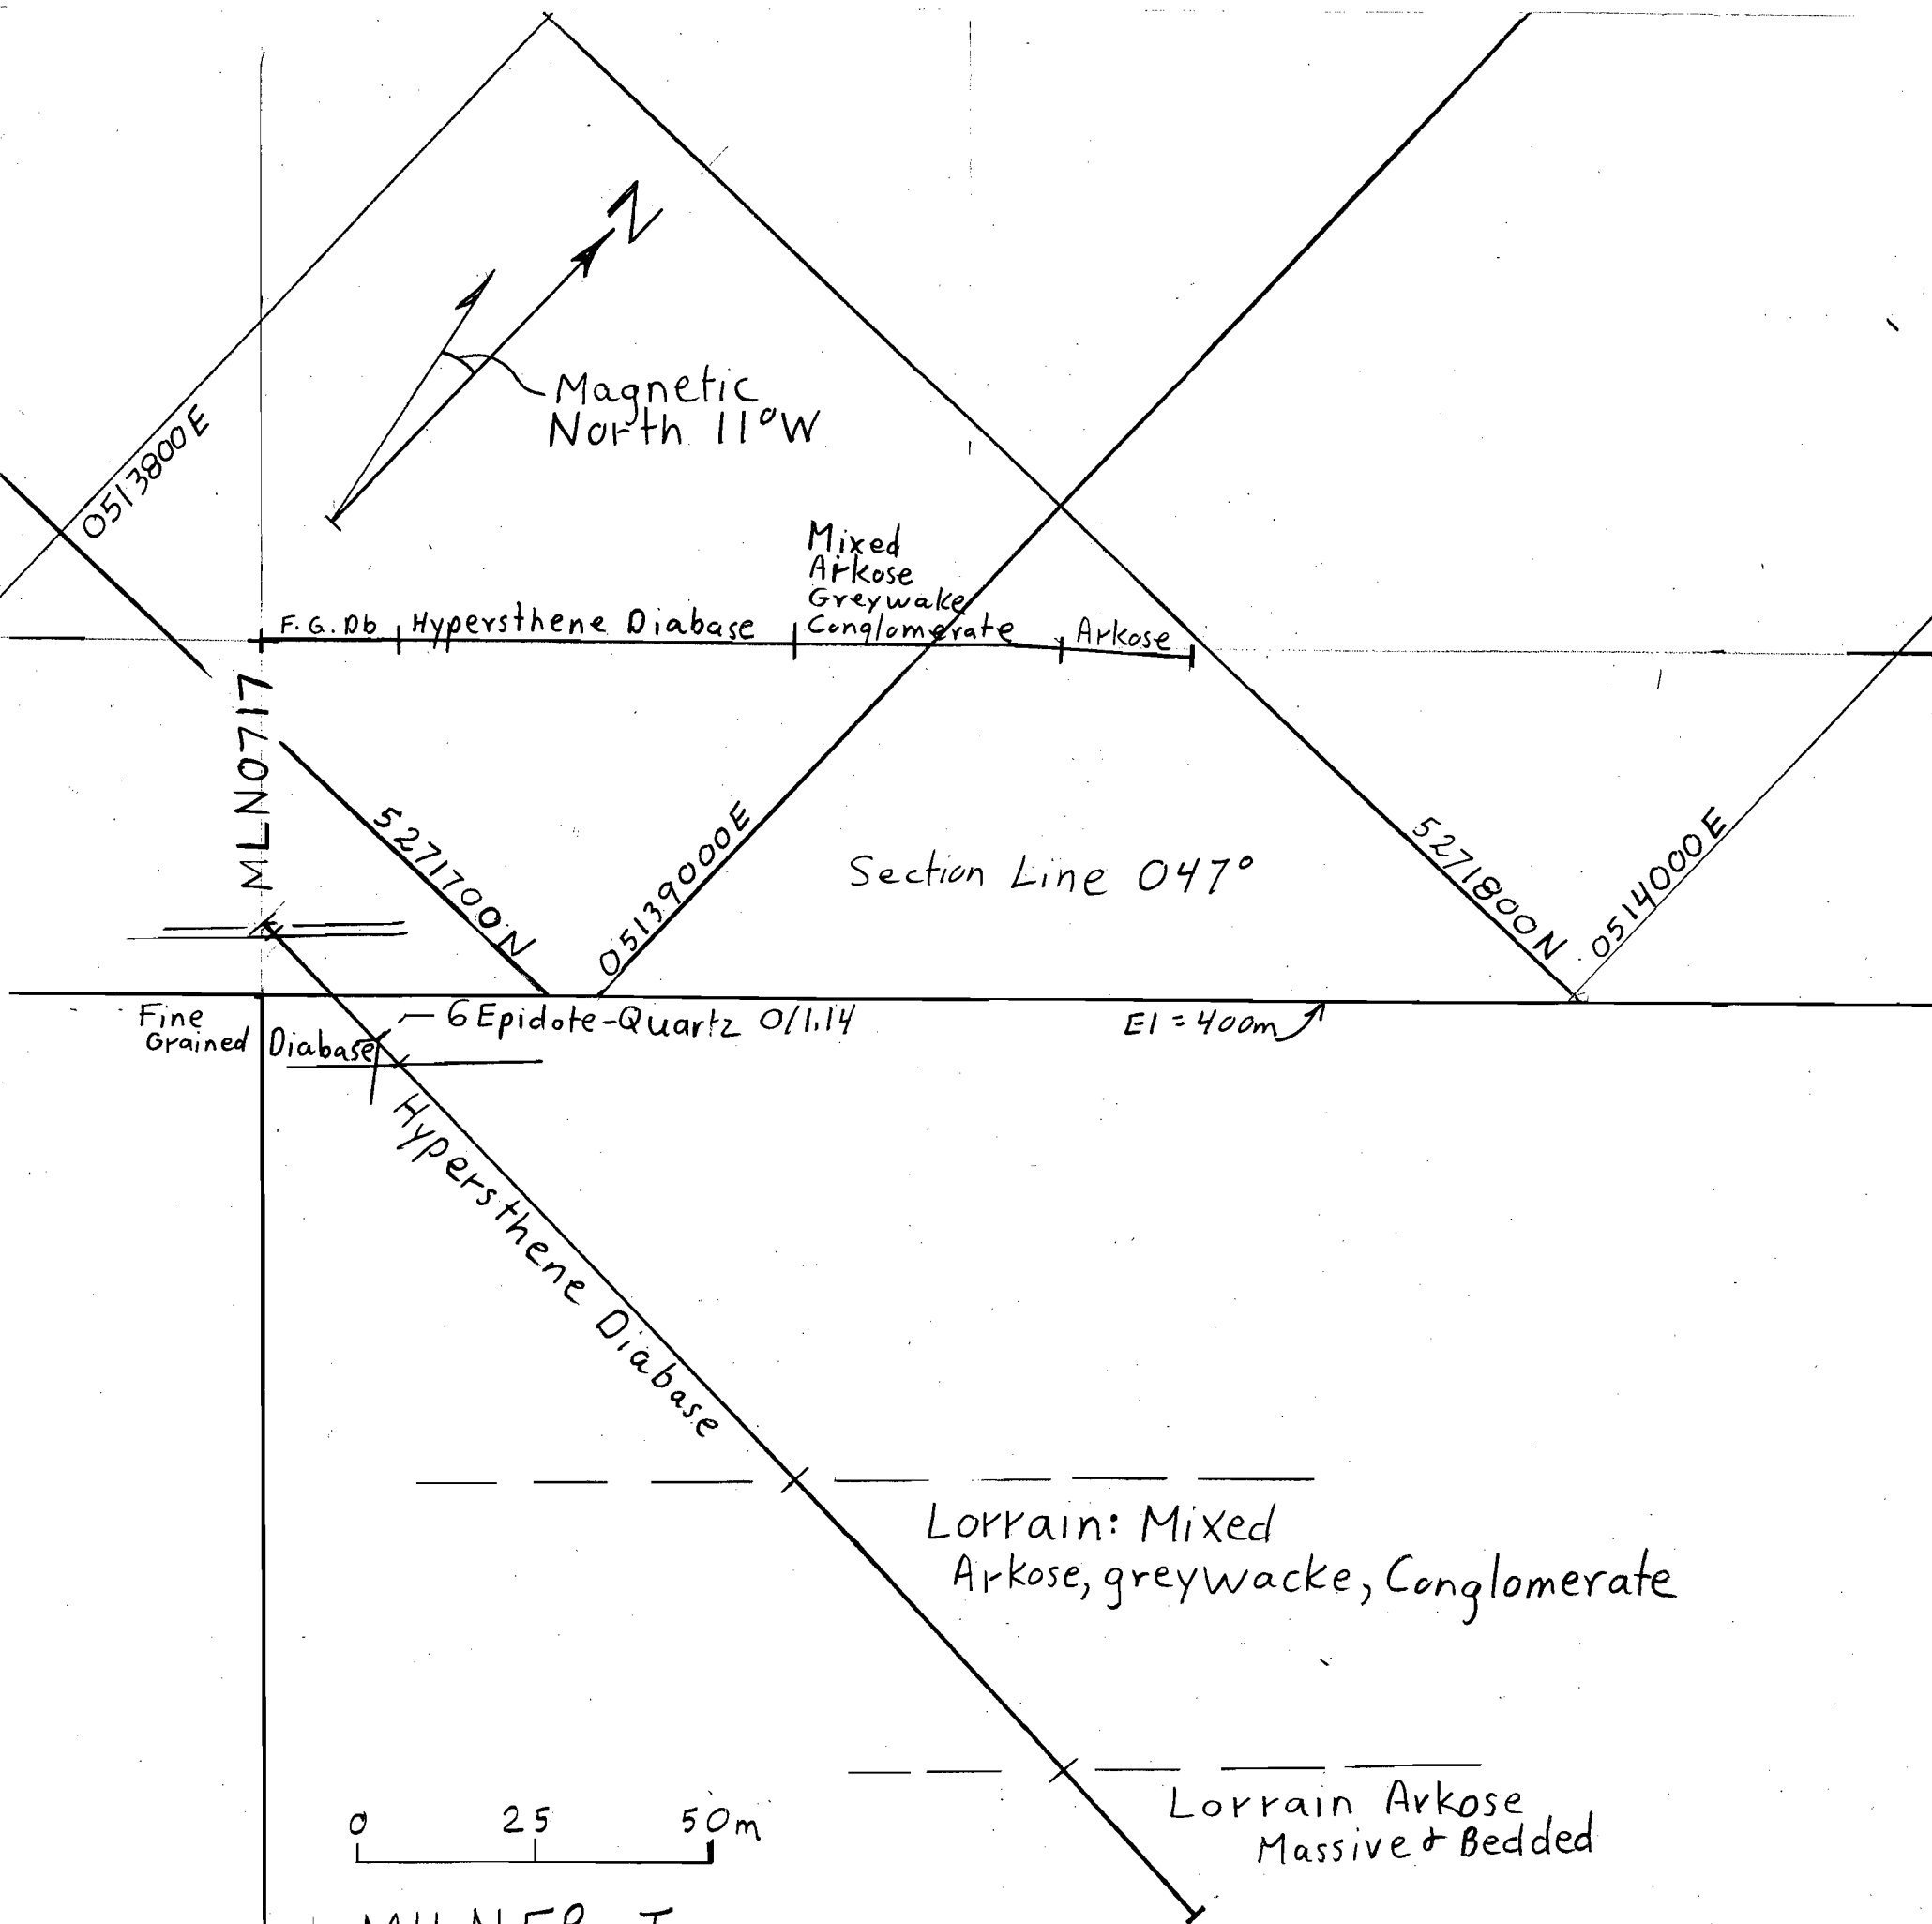 N
Magnetic
North 11°W
0513800E
Mixed
Arkose
Greywake
Conglomerate
F.G.Db
Hypersthene Diabase
Arkose
MLN0717
5271700N
0513900E
Section Line 047°
5271800N
0514000E
Fine
Grained Diabase
6 Epidote-Quartz 0/1.14
El = 400m
Hypersthene Diabase
Lorrain: Mixed
Arkose, greywacke, Conglomerate
Lorrain Arkose
Massive & Bedded
0 25 50m